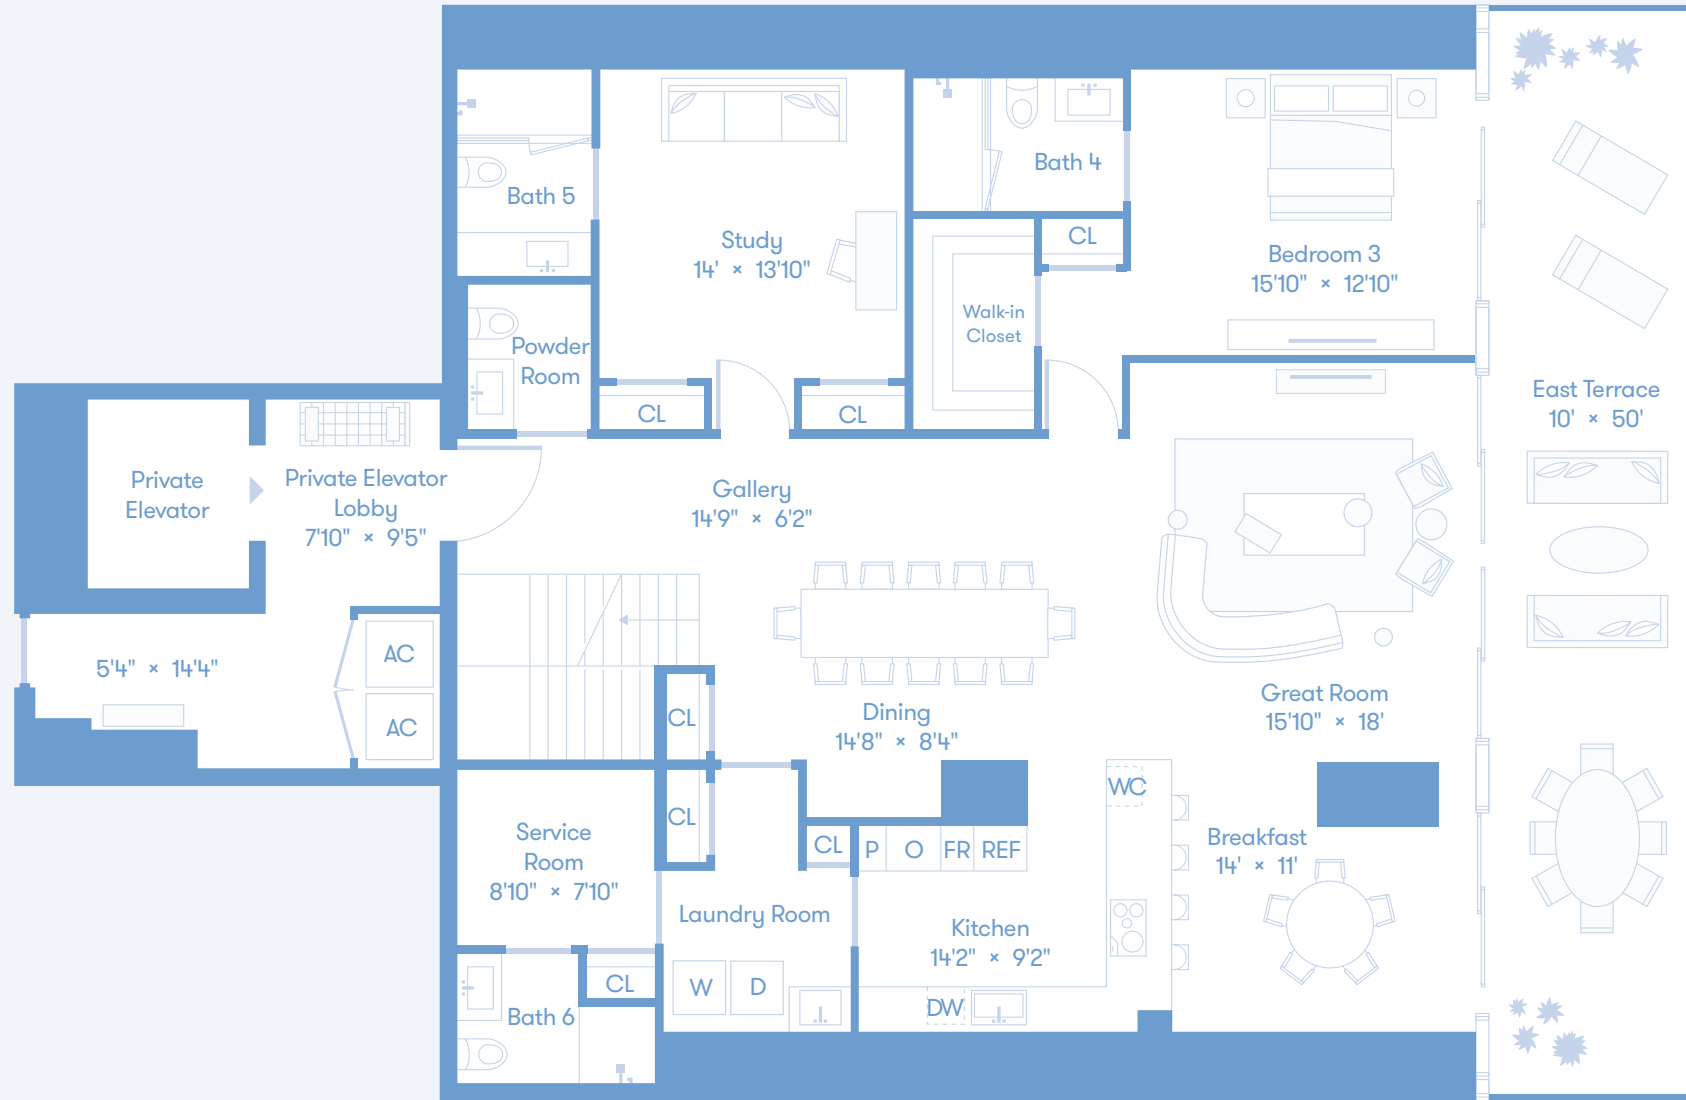 Bath 5
Study
14' × 13'10"
Bath 4
CL
Bedroom 3
15'10" × 12'10"
Walk-in
Closet
Powder
Room
CL
CL
East Terrace
10' × 50'
Private
Elevator
Private Elevator
Lobby
7'10" × 9'5"
Gallery
14'9" × 6'2"
5'4" × 14'4"
AC
AC
CL
Dining
14'8" × 8'4"
Great Room
15'10" × 18'
WC
CL
Service
Room
8'10" × 7'10"
CL
P
O
FR
REF
Breakfast
14' × 11'
Laundry Room
Kitchen
14'2" × 9'2"
W
D
CL
DW
Bath 6